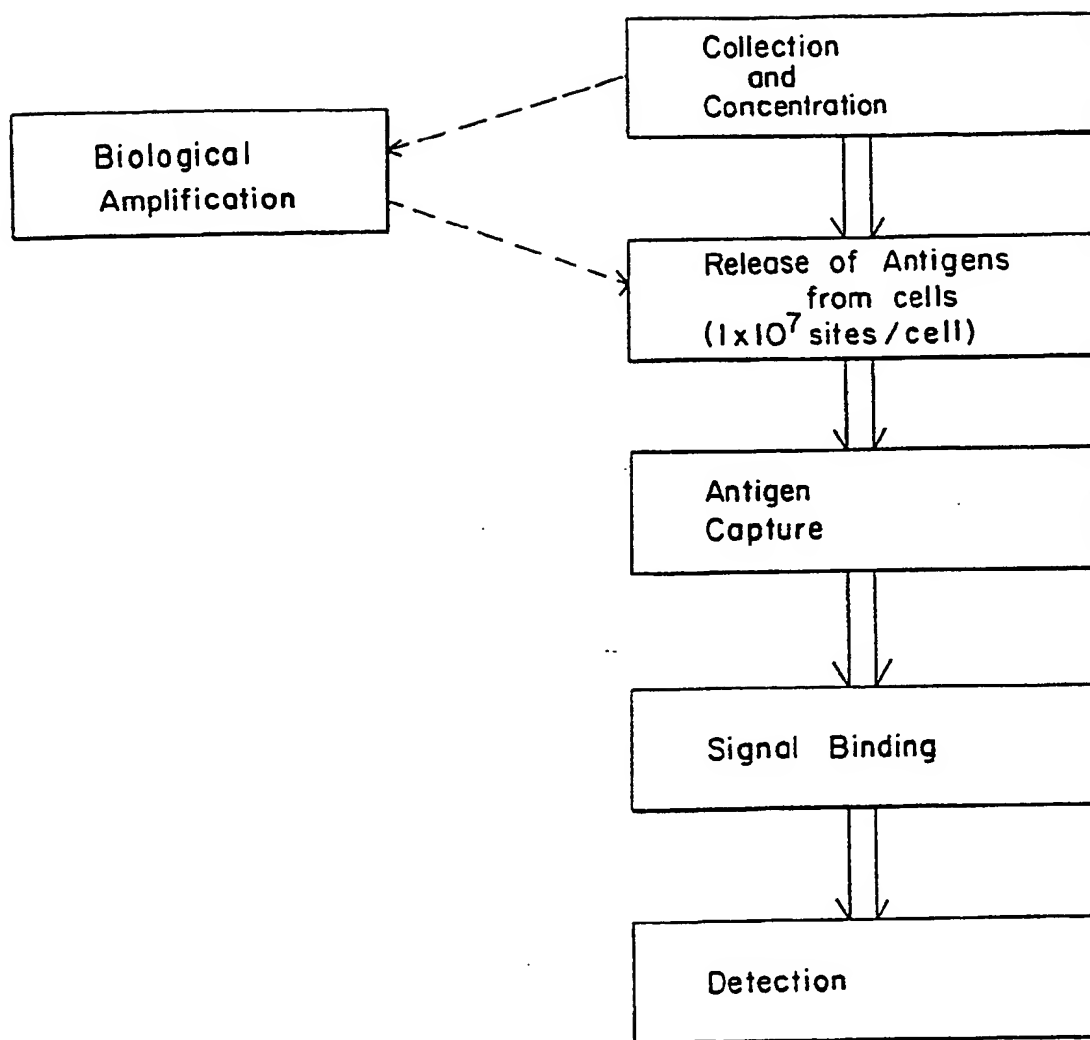 Collection
and
Concentration
Biological
Amplification
Release of Antigens
from cells
(1x10⁷ sites/cell)
Antigen
Capture
Signal Binding
Detection